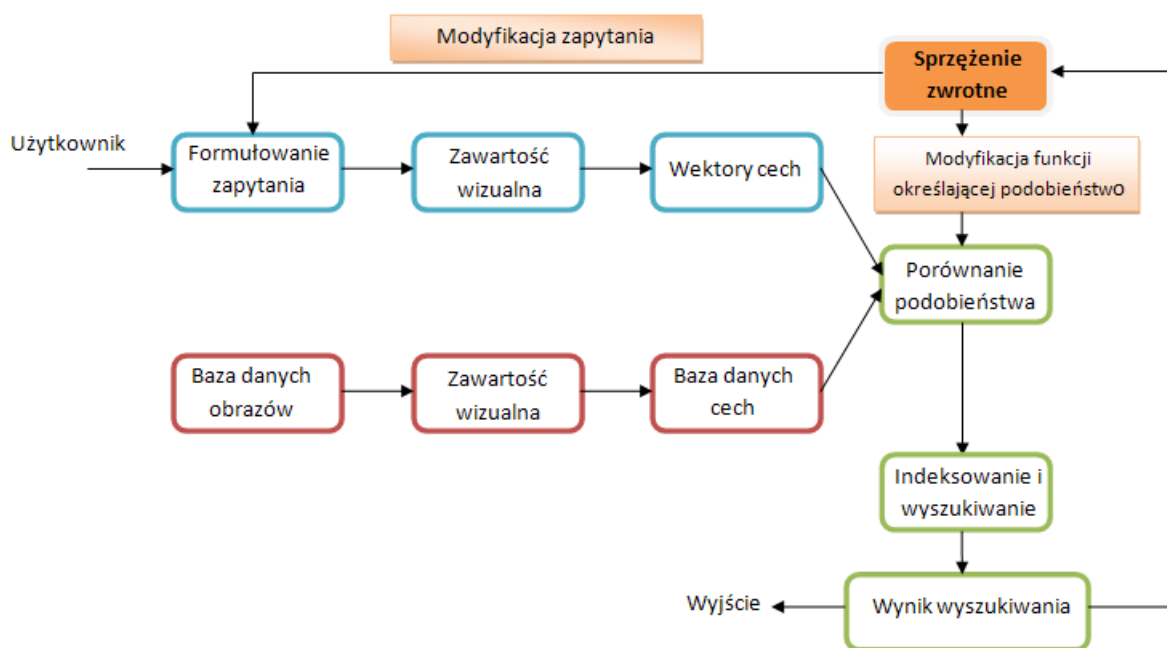 Modyfikacja zapytania
Sprzężenie
zwrotne
Użytkownik
Formułowanie
zapytania
Zawartość
wizualna
Wektory cech
Modyfikacja funkcji
określającej podobieństwo
Porównanie
podobieństwa
Baza danych
obrazów
Zawartość
wizualna
Baza danych
cech
Indeksowanie i
wyszukiwanie
Wyjście
Wynik wyszukiwania